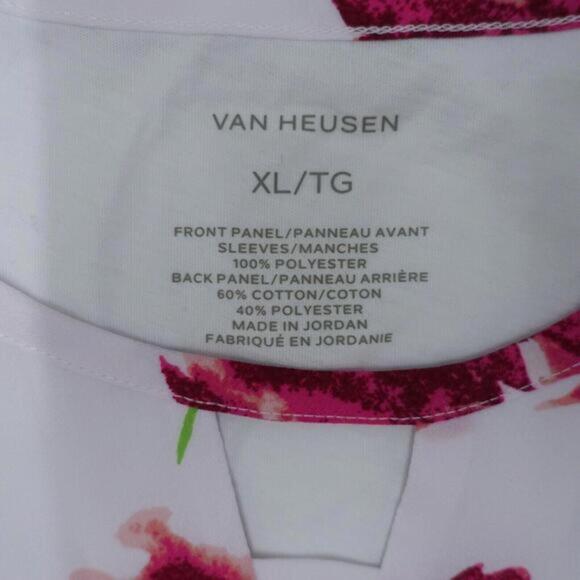 VAN HEUSEN
XL/TG
FRONT PANEL/PANNEAU AVANT
SLEEVES/MANCHES
100% POLYESTER
BACK PANEL/PANNEAU ARRIÈRE
60% COTTON/COTON
40% POLYESTER
MADE IN JORDAN
FABRIQUÉ EN JORDANIE